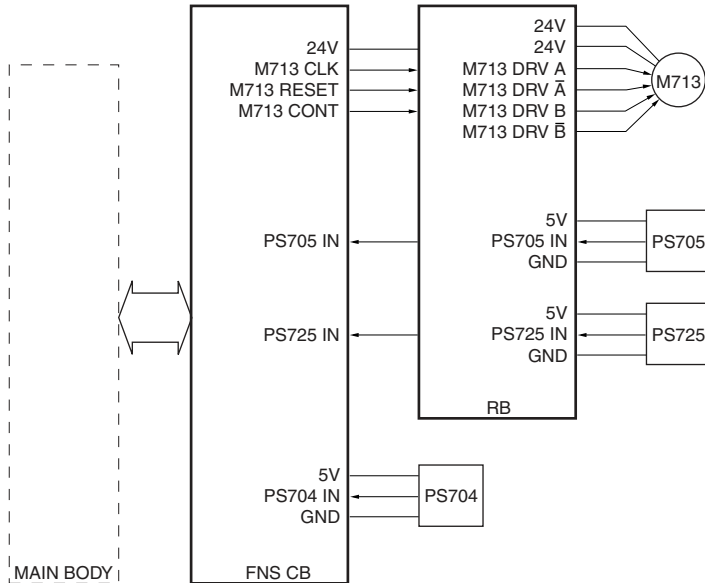 24V
M713 CLK
M713 RESET
M713 CONT
PS705 IN
PS725 IN
5V
PS704 IN
GND
FNS CB
MAIN BODY
24V
24V
M713 DRV A
M713 DRV A̅
M713 DRV B
M713 DRV B̅
5V
PS705 IN
GND
5V
PS725 IN
GND
RB
M713
PS705
PS725
PS704